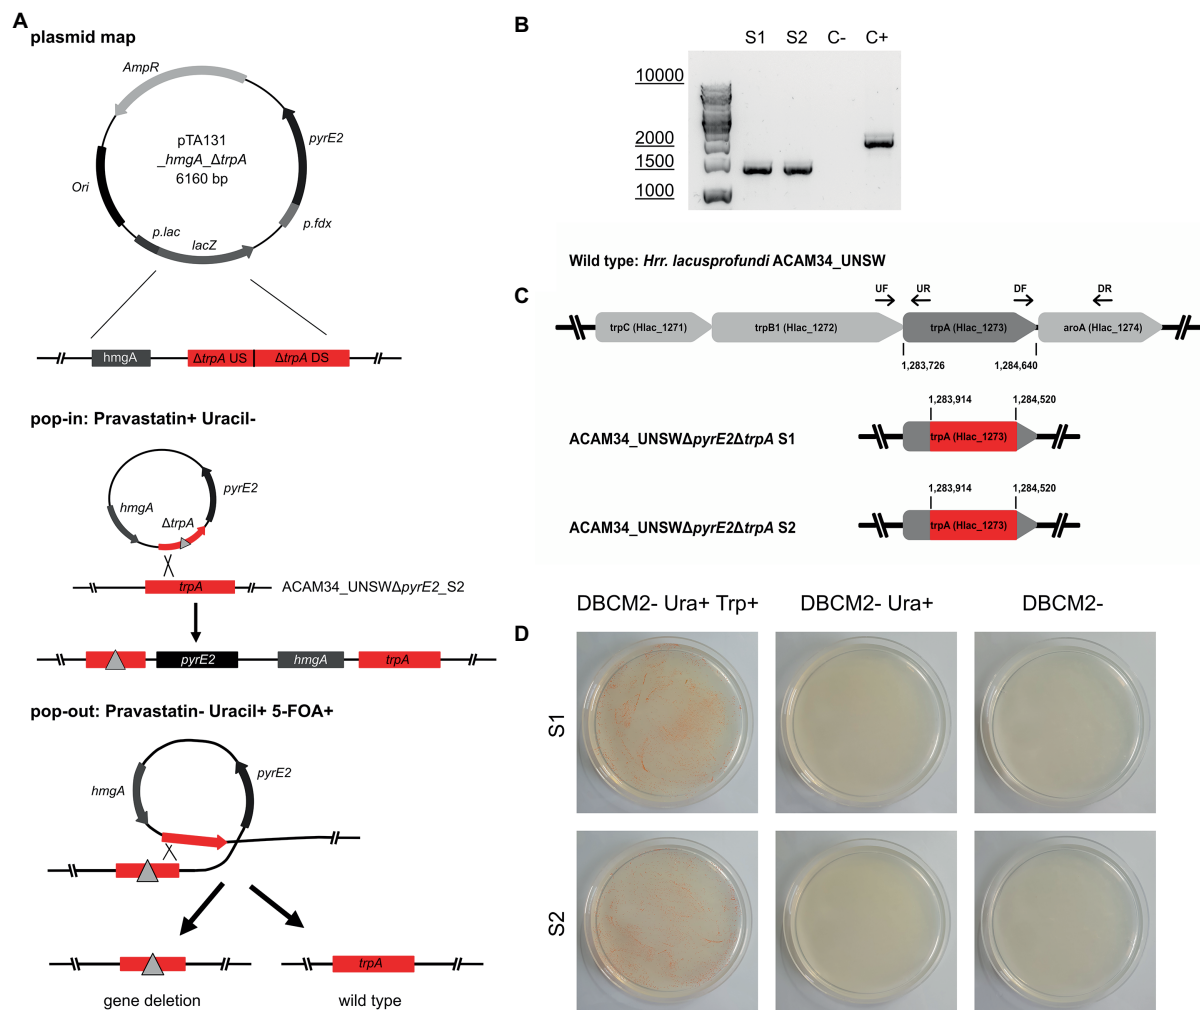 A
plasmid map
AmpR
pyrE2
pTA131
_hmgA_ΔtrpA
6160 bp
Ori
p.lac
lacZ
p.fdx
hmgA
ΔtrpA US
ΔtrpA DS
pop-in: Pravastatin+ Uracil-
pyrE2
hmgA
ΔtrpA
trpA
ACAM34_UNSWΔpyrE2_S2
pyrE2
hmgA
trpA
pop-out: Pravastatin- Uracil+ 5-FOA+
pyrE2
hmgA
trpA
gene deletion
wild type
B
S1 S2 C- C+
10000
2000
1500
1000
Wild type: Hrr. lacusprofundi ACAM34_UNSW
C
UF UR DF DR
trpC (Hlac_1271)
trpB1 (Hlac_1272)
trpA (Hlac_1273)
aroA (Hlac_1274)
1,283,726
1,284,640
1,283,914
1,284,520
ACAM34_UNSWΔpyrE2ΔtrpA S1
trpA (Hlac_1273)
1,283,914
1,284,520
ACAM34_UNSWΔpyrE2ΔtrpA S2
trpA (Hlac_1273)
DBCM2- Ura+ Trp+
DBCM2- Ura+
DBCM2-
D
S1
S2